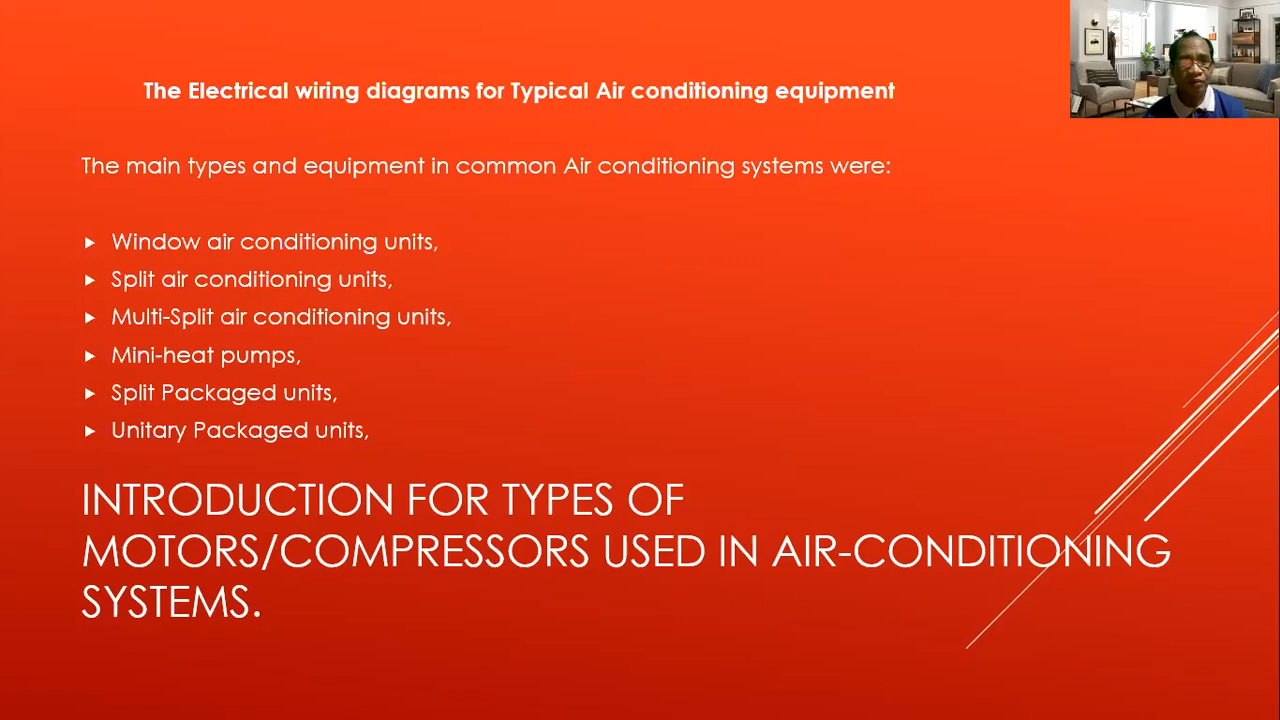 The Electrical wiring diagrams for Typical Air conditioning equipment
The main types and equipment in common Air conditioning systems were:
Window air conditioning units,
Split air conditioning units,
Multi-Split air conditioning units,
Mini-heat pumps,
Split Packaged units,
Unitary Packaged units,
INTRODUCTION FOR TYPES OF
MOTORS/COMPRESSORS USED IN AIR-CONDITIONING
SYSTEMS.